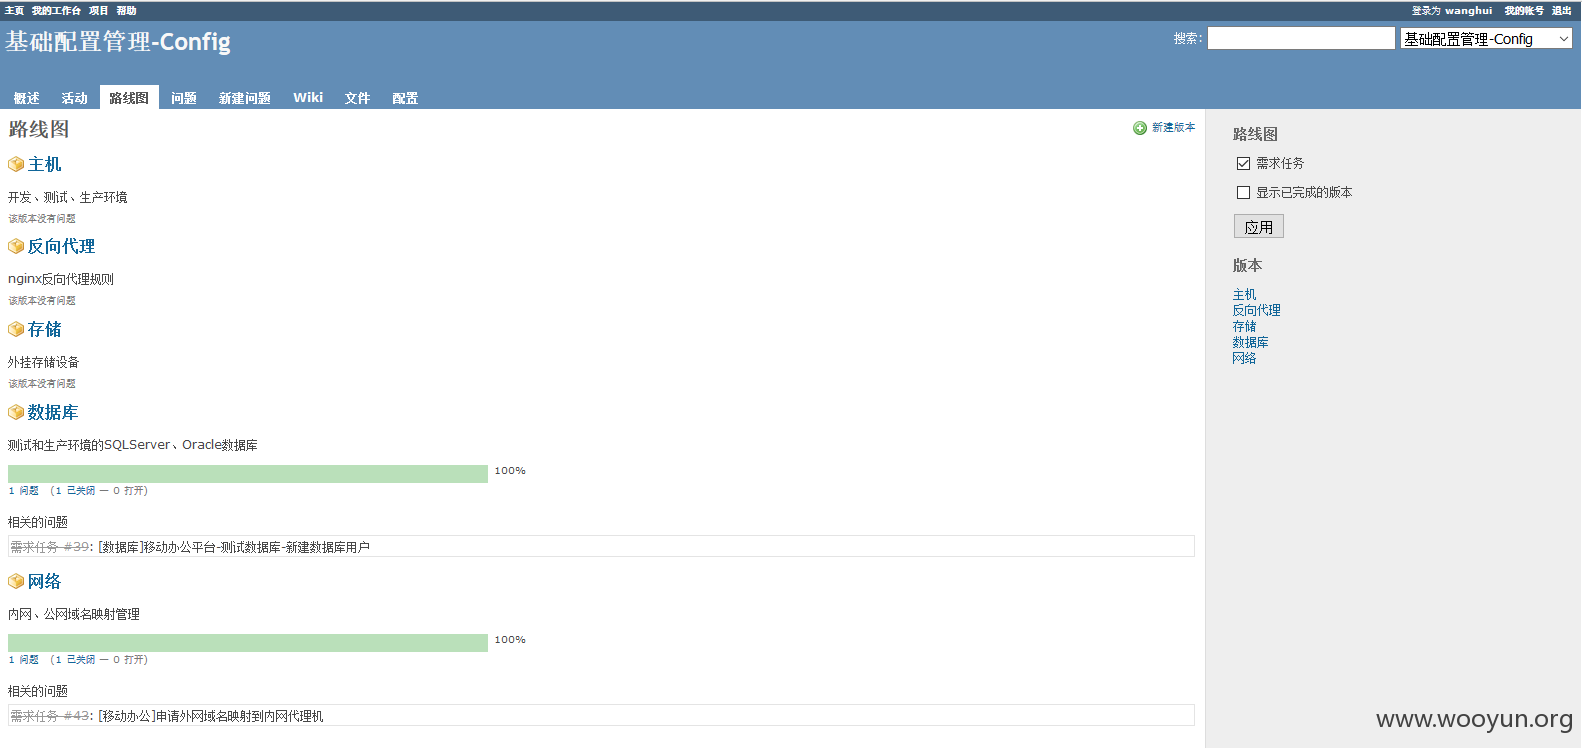 主页 我的工作台 项目 帮助 登录为 wanghui 我的帐号 退出
基础配置管理-Config 搜索: 基础配置管理-Config
概述 活动 路线图 问题 新建问题 Wiki 文件 配置
路线图 新建版本
主机
开发、测试、生产环境
该版本没有问题
反向代理
nginx反向代理规则
该版本没有问题
存储
外挂存储设备
该版本没有问题
数据库
测试和生产环境的SQLServer、Oracle数据库
100%
1 问题 (1 已关闭 — 0 打开)
相关的问题
需求任务 #39: [数据库]移动办公平台-测试数据库-新建数据库用户
网络
内网、公网域名映射管理
100%
1 问题 (1 已关闭 — 0 打开)
相关的问题
需求任务 #43: [移动办公]申请外网域名映射到内网代理机
路线图
需求任务
显示已完成的版本
应用
版本
主机
反向代理
存储
数据库
网络
www.wooyun.org